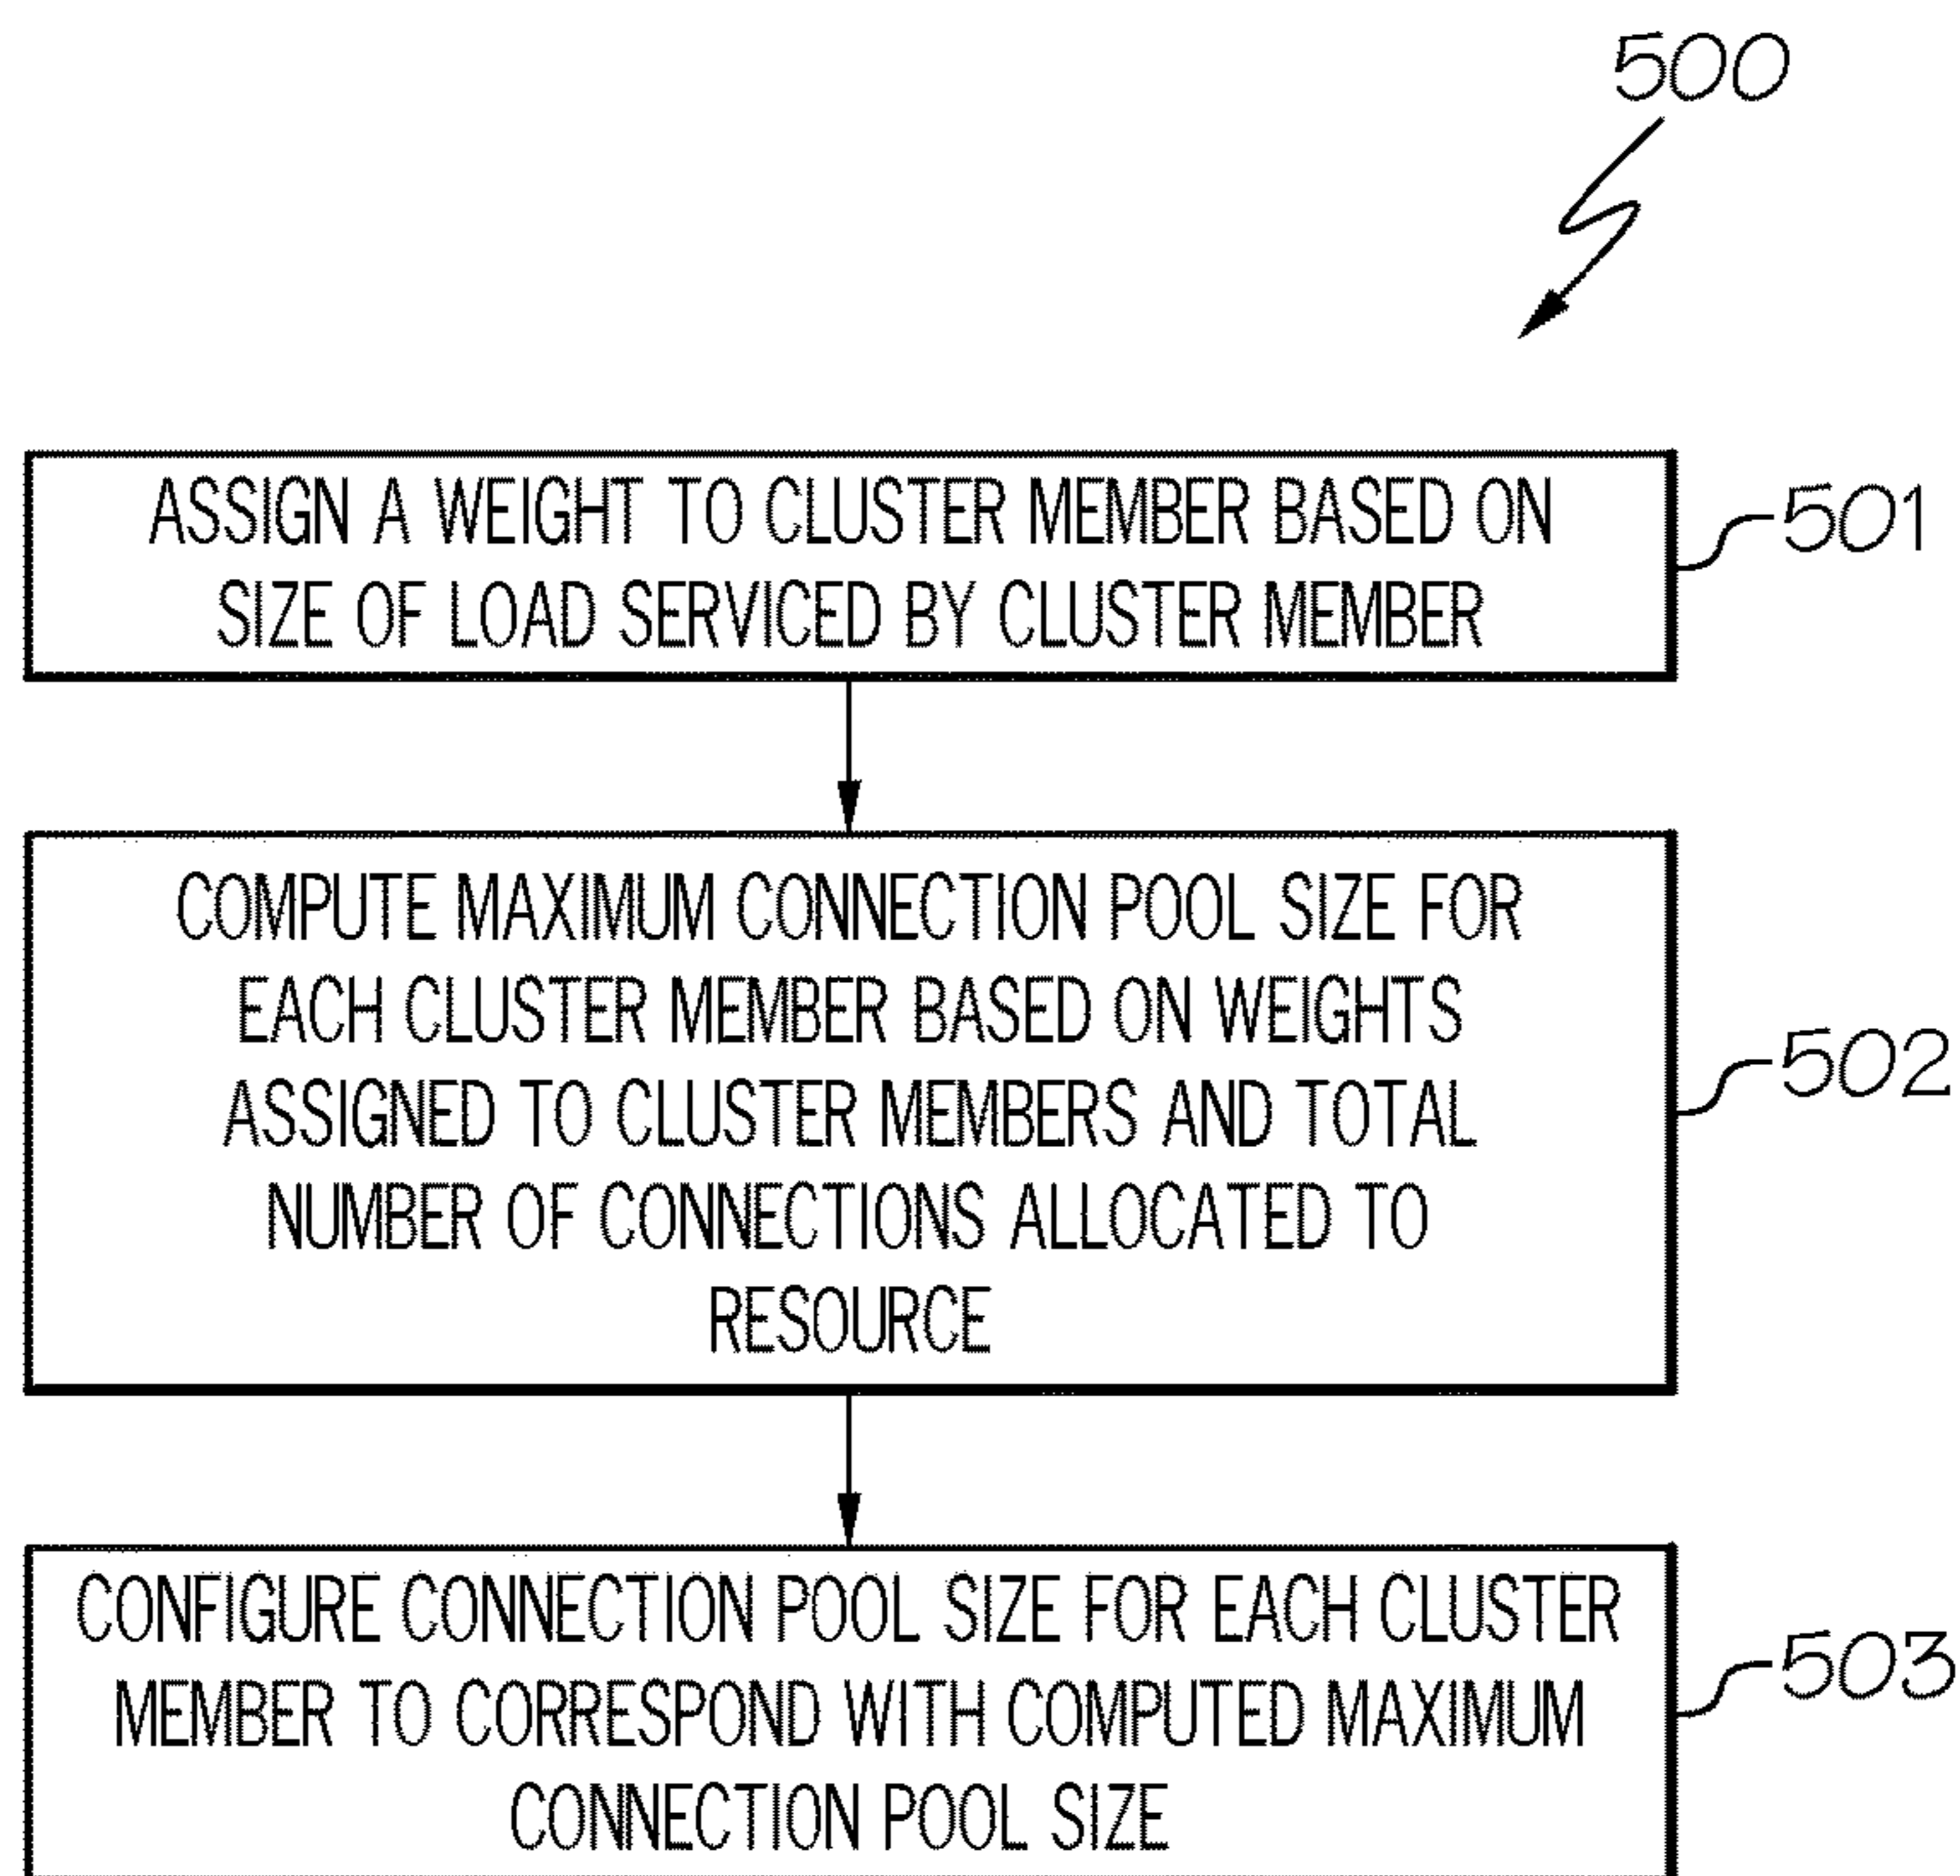 500
ASSIGN A WEIGHT TO CLUSTER MEMBER BASED ON
SIZE OF LOAD SERVICED BY CLUSTER MEMBER
501
COMPUTE MAXIMUM CONNECTION POOL SIZE FOR
EACH CLUSTER MEMBER BASED ON WEIGHTS
ASSIGNED TO CLUSTER MEMBERS AND TOTAL
NUMBER OF CONNECTIONS ALLOCATED TO
RESOURCE
502
CONFIGURE CONNECTION POOL SIZE FOR EACH CLUSTER
MEMBER TO CORRESPOND WITH COMPUTED MAXIMUM
CONNECTION POOL SIZE
503